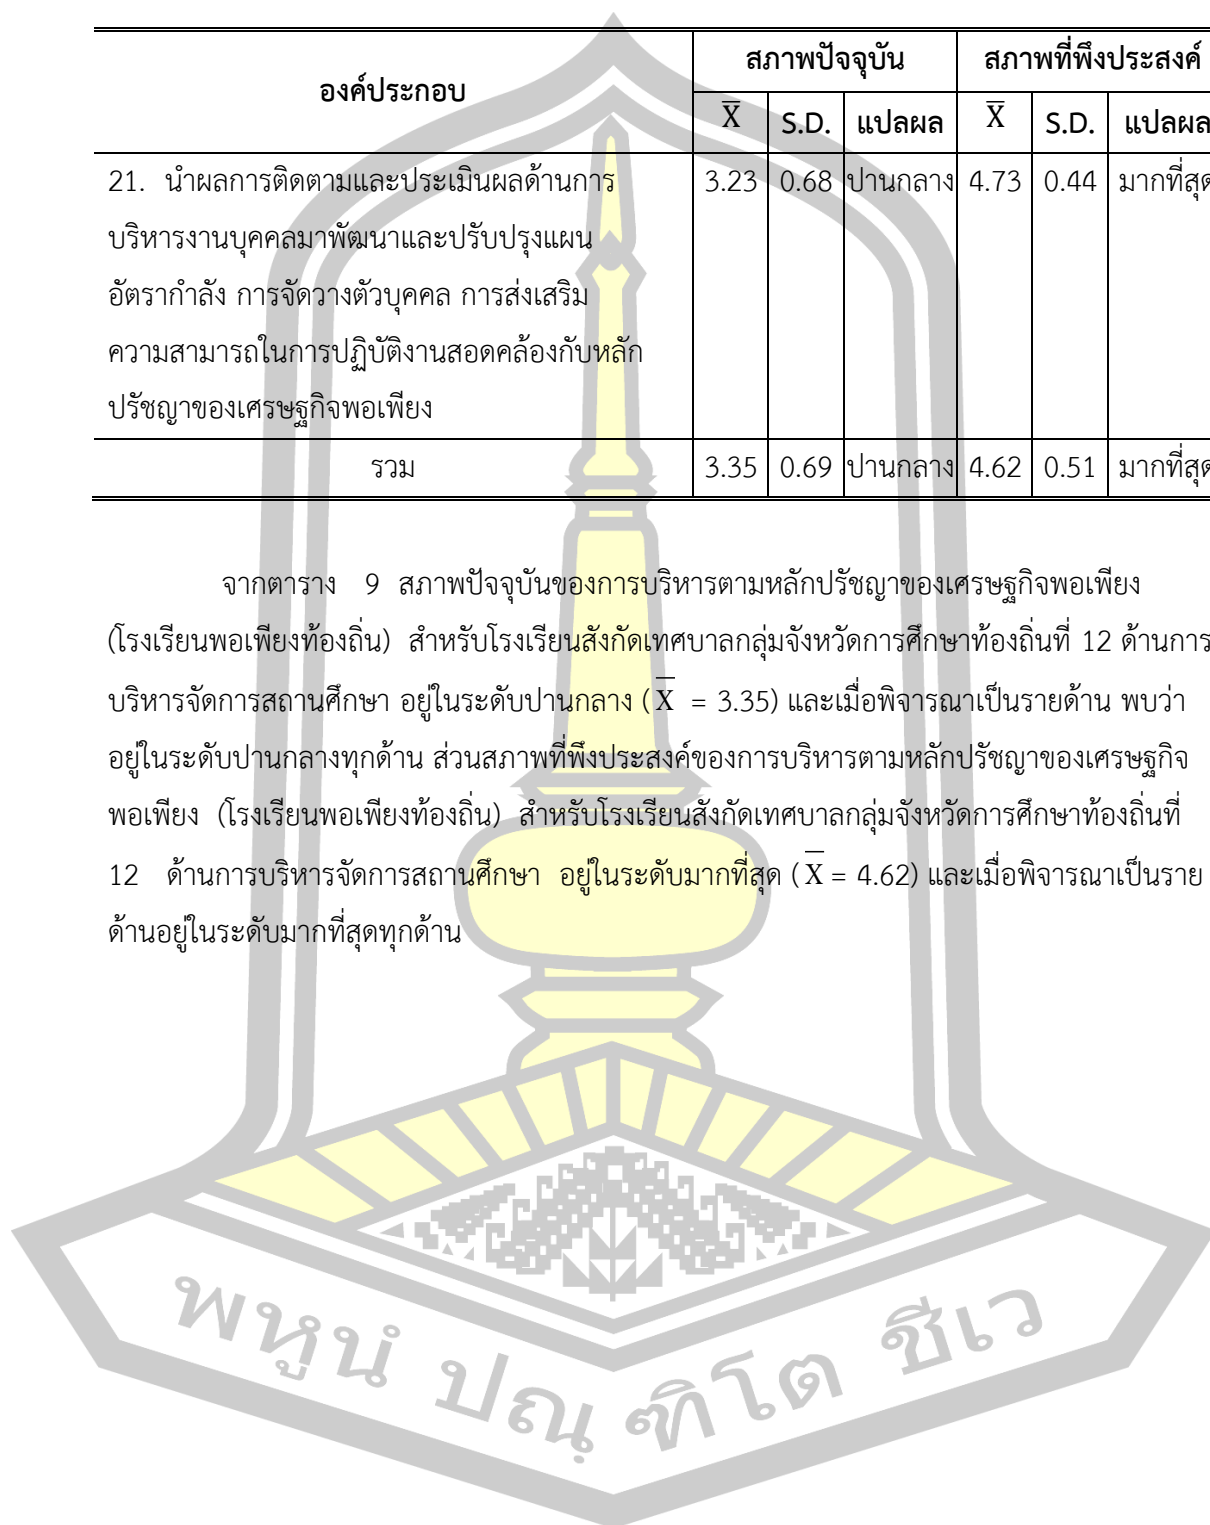 องค์ประกอบ สภาพปัจจุบัน สภาพที่พึงประสงค์
X̅ S.D. แปลผล X̅ S.D. แปลผล
21. นำผลการติดตามและประเมินผลด้านการ 3.23 0.68 ปานกลาง 4.73 0.44 มากที่สุด
บริหารงานบุคคลมาพัฒนาและปรับปรุงแผน
อัตรากำลัง การจัดวางตัวบุคคล การส่งเสริม
ความสามารถในการปฏิบัติงานสอดคล้องกับหลัก
ปรัชญาของเศรษฐกิจพอเพียง
รวม 3.35 0.69 ปานกลาง 4.62 0.51 มากที่สุด
จากตาราง 9 สภาพปัจจุบันของการบริหารตามหลักปรัชญาของเศรษฐกิจพอเพียง
(โรงเรียนพอเพียงท้องถิ่น) สำหรับโรงเรียนสังกัดเทศบาลกลุ่มจังหวัดการศึกษาท้องถิ่นที่ 12 ด้านการ
บริหารจัดการสถานศึกษา อยู่ในระดับปานกลาง (X̅ = 3.35) และเมื่อพิจารณาเป็นรายด้าน พบว่า
อยู่ในระดับปานกลางทุกด้าน ส่วนสภาพที่พึงประสงค์ของการบริหารตามหลักปรัชญาของเศรษฐกิจ
พอเพียง (โรงเรียนพอเพียงท้องถิ่น) สำหรับโรงเรียนสังกัดเทศบาลกลุ่มจังหวัดการศึกษาท้องถิ่นที่
12 ด้านการบริหารจัดการสถานศึกษา อยู่ในระดับมากที่สุด (X̅ = 4.62) และเมื่อพิจารณาเป็นราย
ด้านอยู่ในระดับมากที่สุดทุกด้าน
พหูนํ ปณฺฑิโต ชีเว